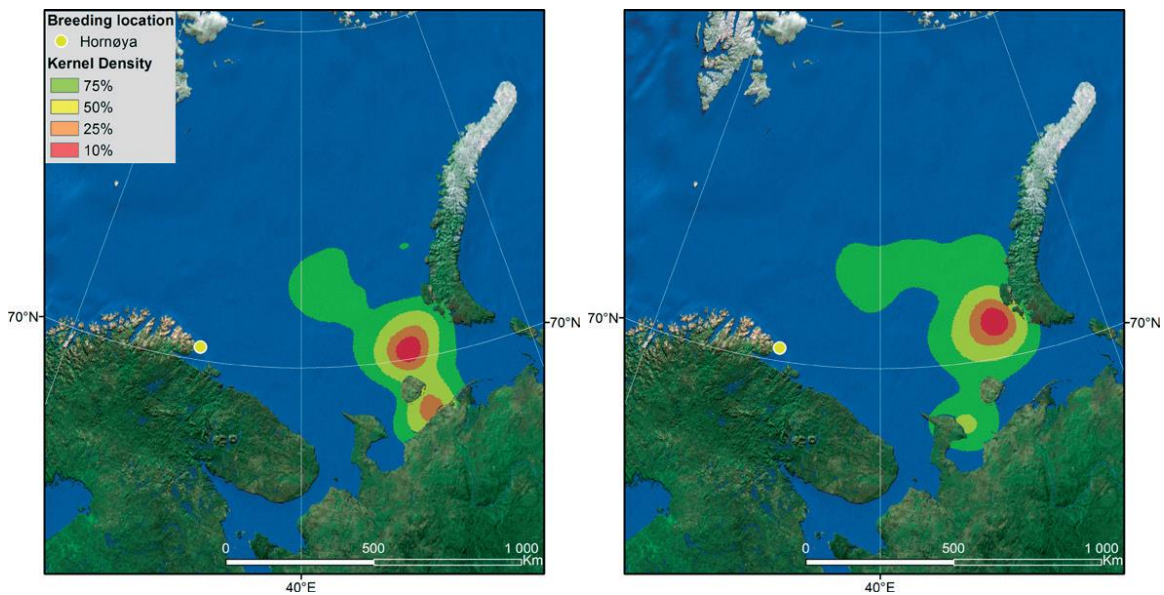 Breeding location
Hornøya
Kernel Density
75%
50%
25%
10%
70°N
70°N
0 500 1 000
Km
40°E
70°N
70°N
0 500 1 000
Km
40°E